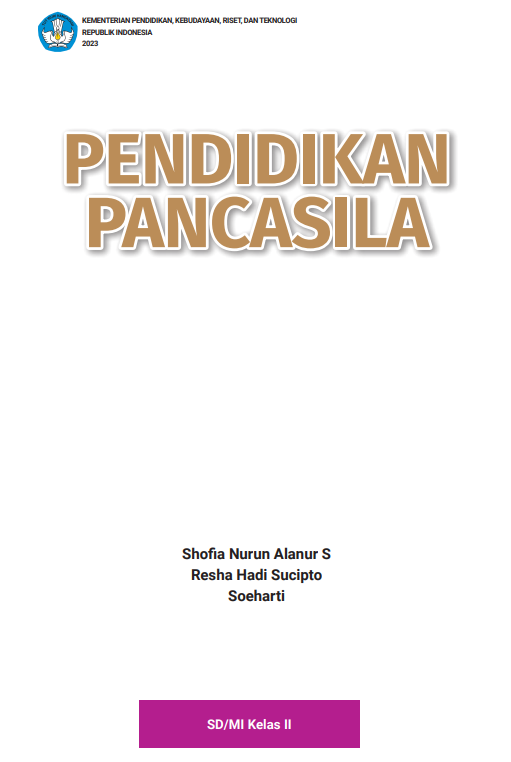 KEMENTERIAN PENDIDIKAN, KEBUDAYAAN, RISET, DAN TEKNOLOGI
REPUBLIK INDONESIA
2023
PENDIDIKAN
PANCASILA
Shofia Nurun Alanur S
Resha Hadi Sucipto
Soeharti
SD/MI Kelas II